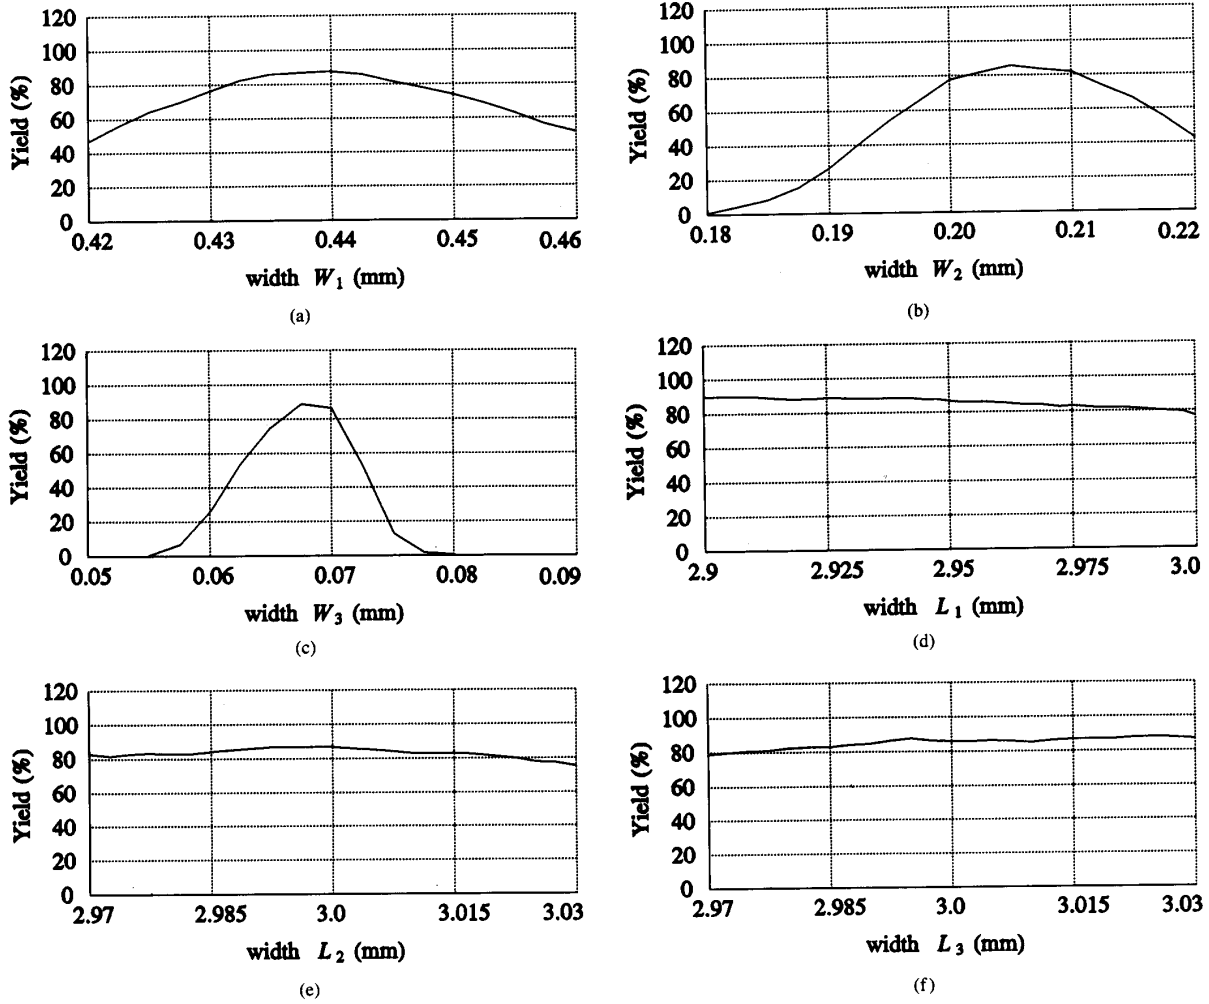 120
100
80
60
40
20
0
Yield (%)
0.42 0.43 0.44 0.45 0.46
width W1 (mm)
(a)
120
100
80
60
40
20
0
Yield (%)
0.18 0.19 0.20 0.21 0.22
width W2 (mm)
(b)
120
100
80
60
40
20
0
Yield (%)
0.05 0.06 0.07 0.08 0.09
width W3 (mm)
(c)
120
100
80
60
40
20
0
Yield (%)
2.9 2.925 2.95 2.975 3.0
width L1 (mm)
(d)
120
100
80
60
40
20
0
Yield (%)
2.97 2.985 3.0 3.015 3.03
width L2 (mm)
(e)
120
100
80
60
40
20
0
Yield (%)
2.97 2.985 3.0 3.015 3.03
width L3 (mm)
(f)